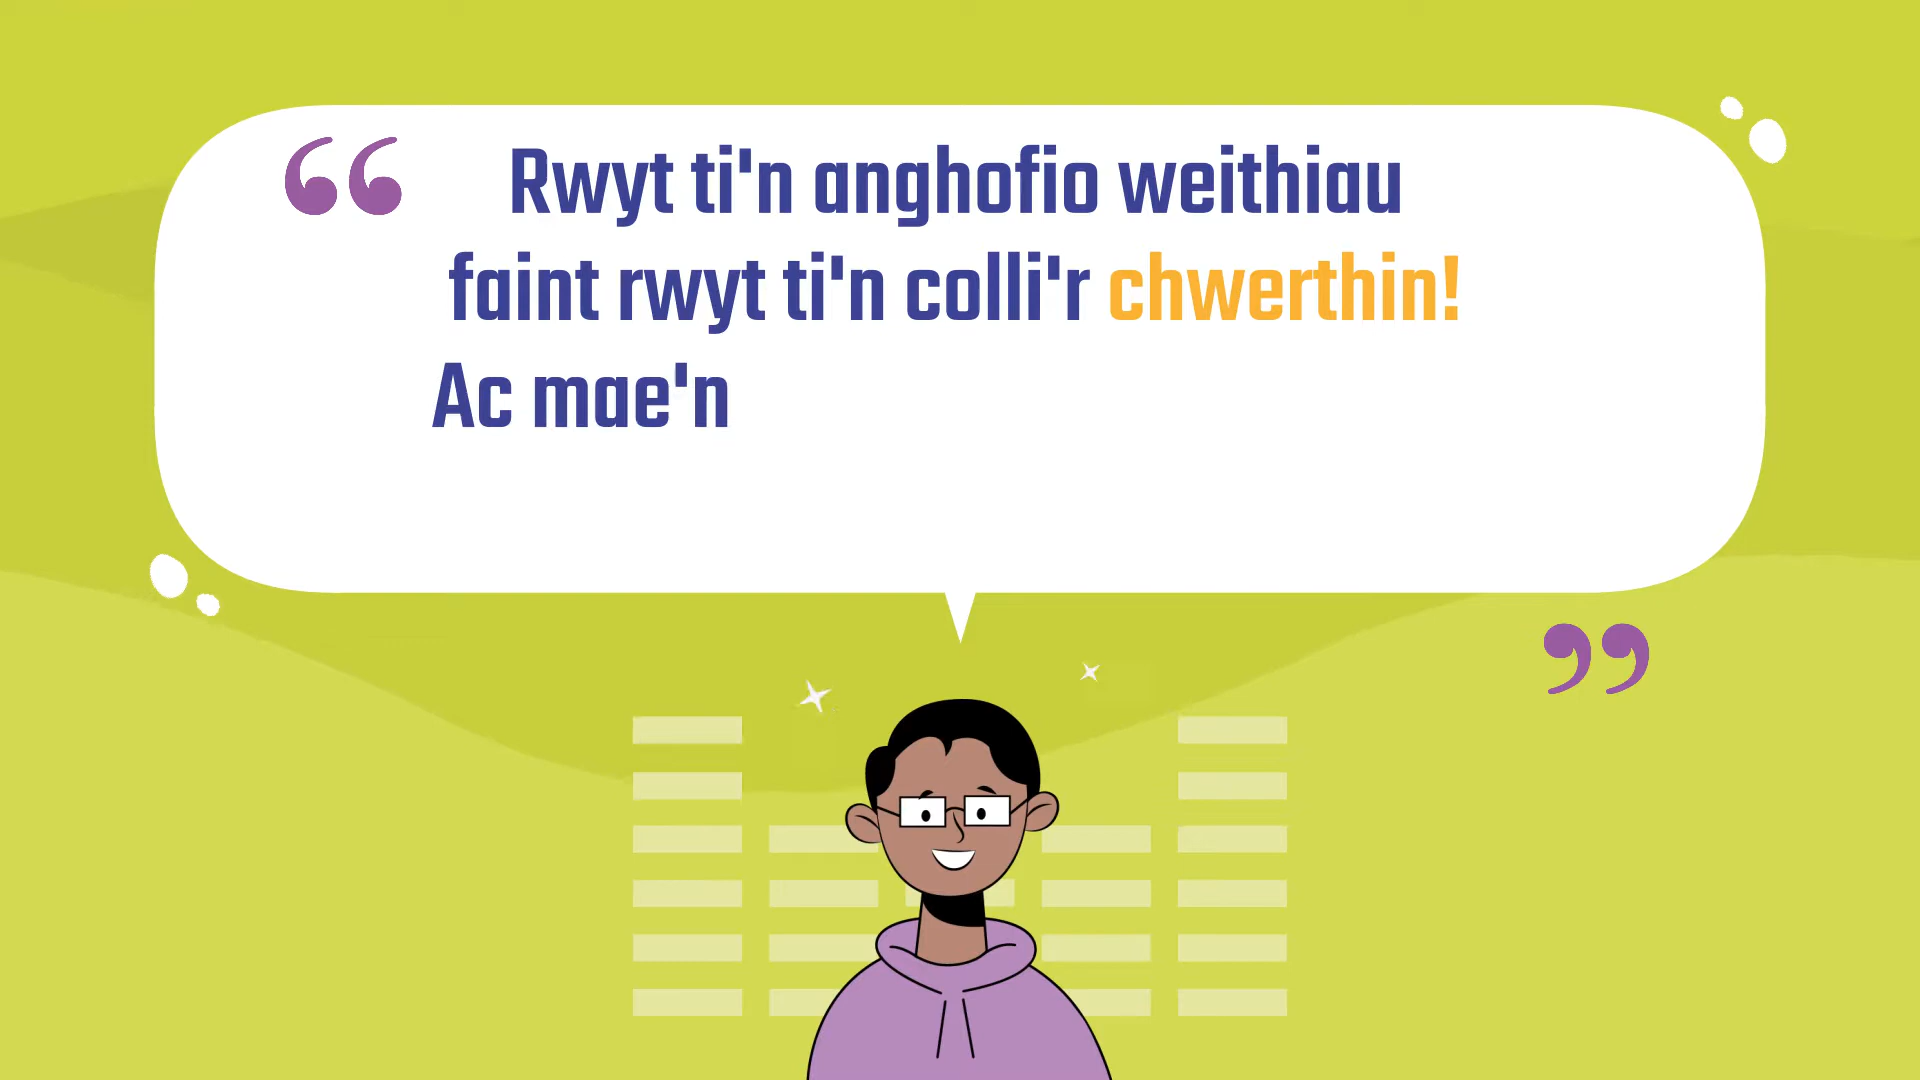 “ Rwyt ti'n anghofio weithiau
faint rwyt ti'n colli'r chwerthin!
Ac mae'n
”